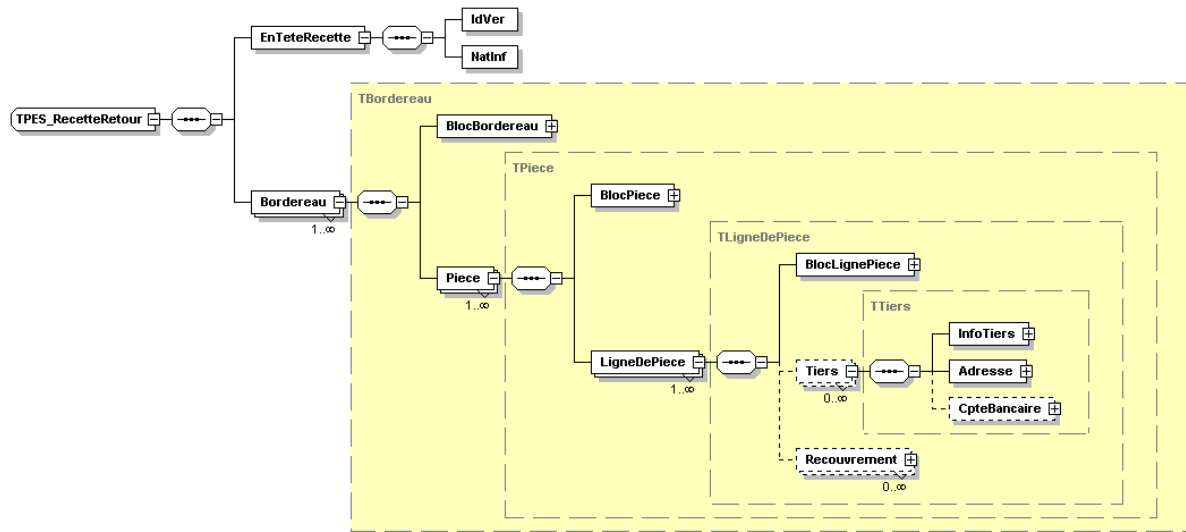 IdVer
EnTeteRecette
NatInf
TBordereau
TPES_RecetteRetour
BlocBordereau
TPiece
BlocPiece
Bordereau
1..∞
TLigneDePiece
BlocLignePiece
Piece
1..∞
TTiers
InfoTiers
LigneDePiece
1..∞
Tiers
0..∞
Adresse
CpteBancaire
Recouvrement
0..∞